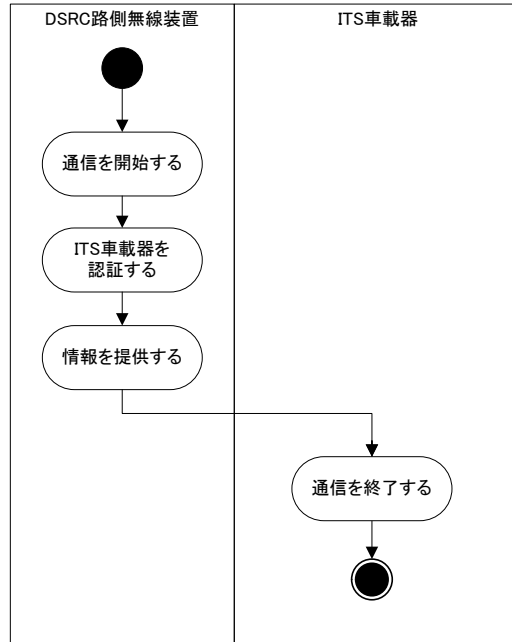 DSRC路側無線装置
ITS車載器
通信を開始する
ITS車載器を
認証する
情報を提供する
通信を終了する